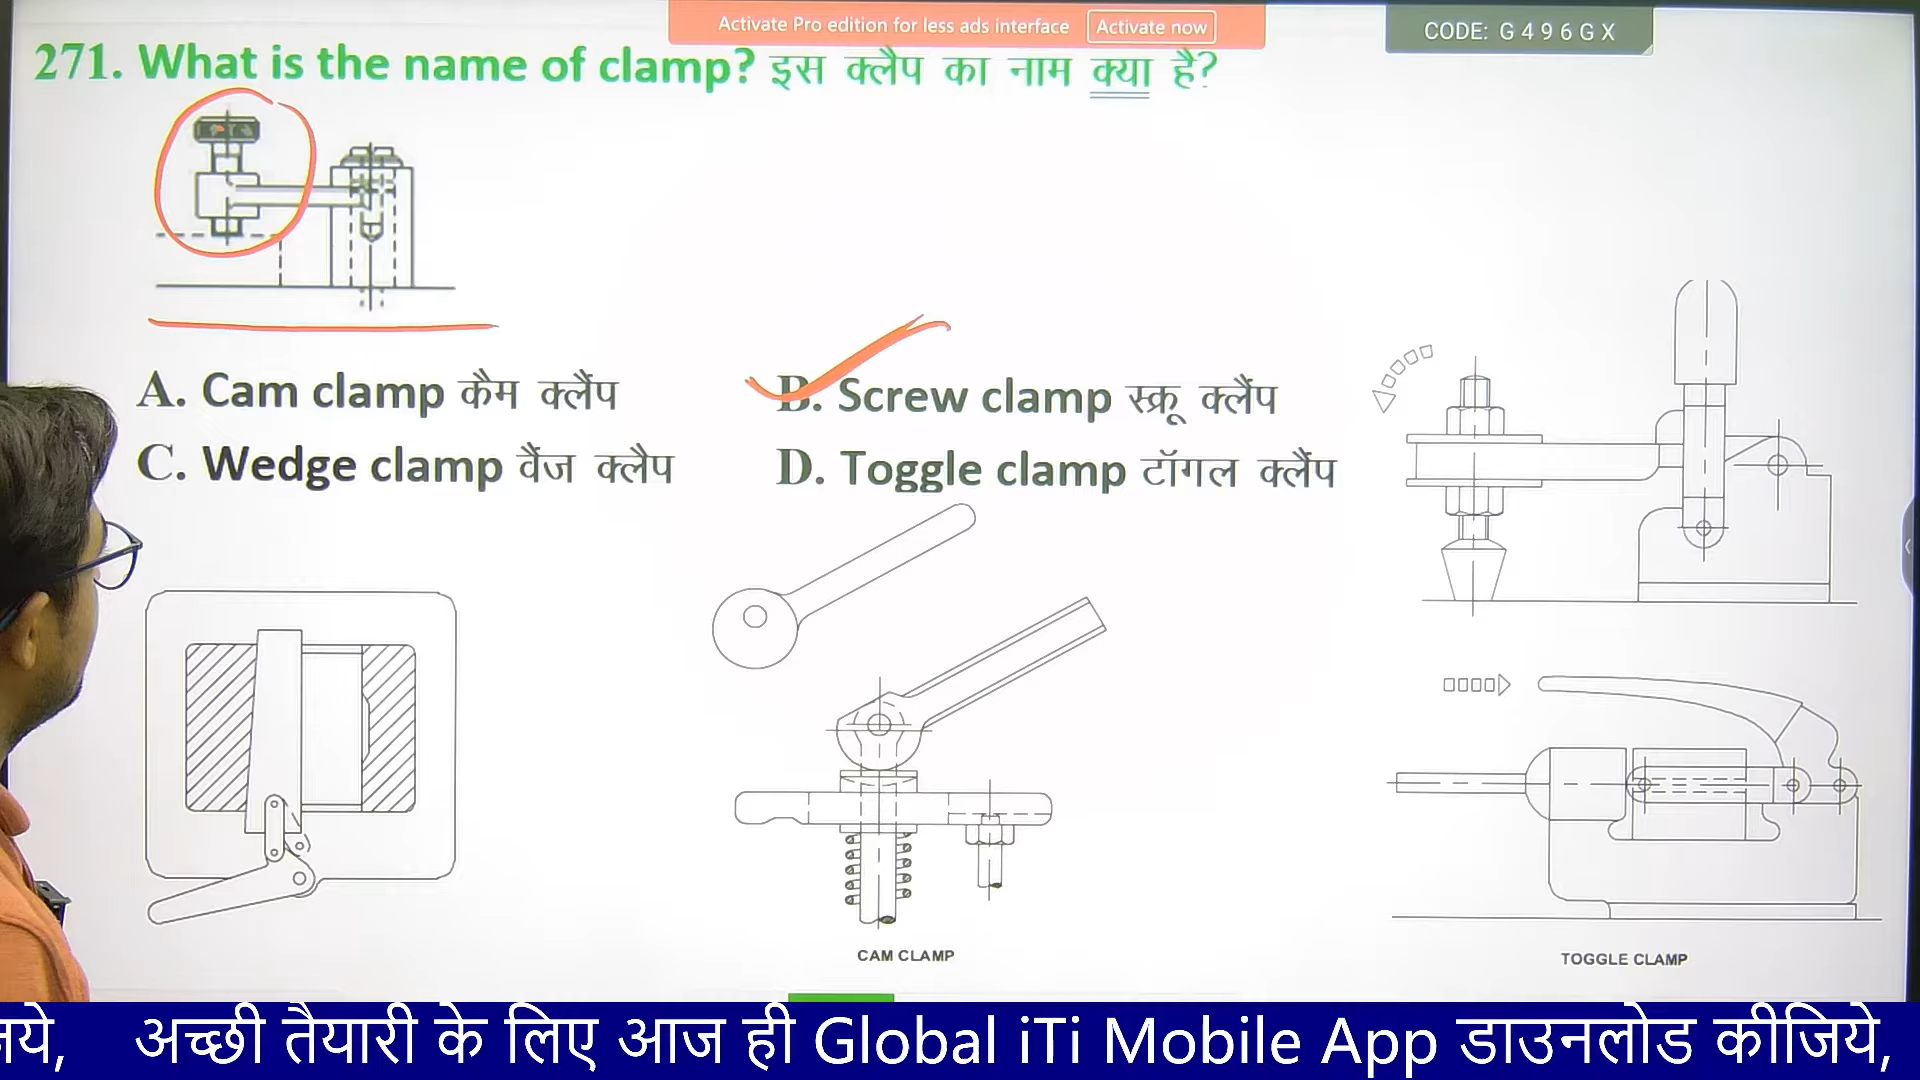 Activate Pro edition for less ads interface Activate now
CODE: G 4 9 6 G X
271. What is the name of clamp? इस क्लैप का नाम क्या है?
A. Cam clamp कैम क्लैंप
B. Screw clamp स्क्रू क्लैंप
C. Wedge clamp वैंज क्लैप
D. Toggle clamp टॉगल क्लैंप
CAM CLAMP
TOGGLE CLAMP
अच्छी तैयारी के लिए आज ही Global iTi Mobile App डाउनलोड कीजिये,